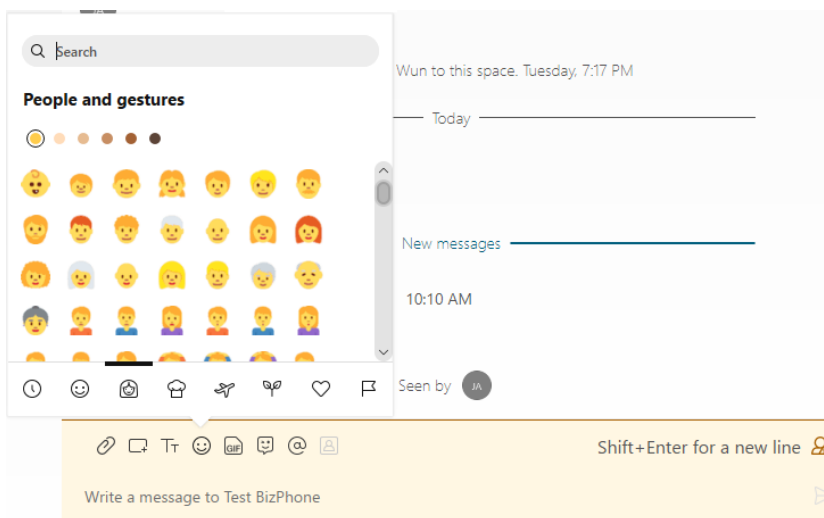 Search
Wun to this space. Tuesday, 7:17 PM
People and gestures
Today
New messages
10:10 AM
Seen by JA
GIF
Shift+Enter for a new line
Write a message to Test BizPhone